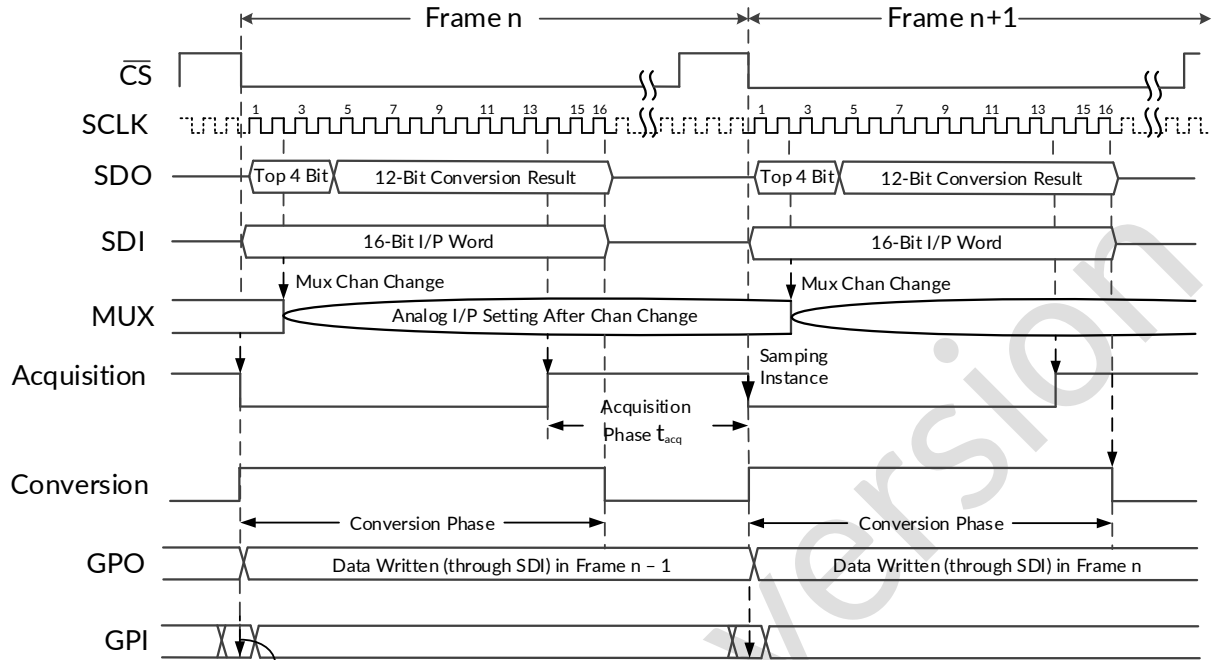 Frame n
Frame n+1
CS
SCLK
1 3 5 7 9 11 13 15 16
1 3 5 7 9 11 13 15 16
SDO
Top 4 Bit
12-Bit Conversion Result
Top 4 Bit
12-Bit Conversion Result
SDI
16-Bit I/P Word
16-Bit I/P Word
Mux Chan Change
Mux Chan Change
MUX
Analog I/P Setting After Chan Change
Acquisition
Samping
Instance
Acquisition
Phase tacq
Conversion
Conversion Phase
Conversion Phase
GPO
Data Written (through SDI) in Frame n – 1
Data Written (through SDI) in Frame n
GPI
version